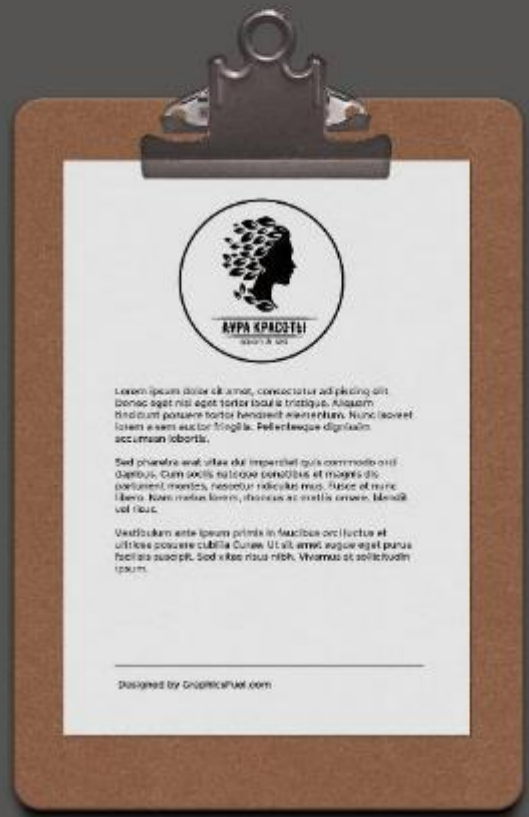 АУРА КРАСОТЫ
salon & spa
Lorem ipsum dolor sit amet, consectetur adipiscing elit.
Donec eget nisl eget tortor iaculis tristique. Aliquam
tincidunt posuere tortor hendrerit elementum. Nunc laoreet
lorem a sem auctor fringilla. Pellentesque dignissim
accumsan lobortis.
Sed pharetra erat vitae dui imperdiet quis commodo orci
dapibus. Cum sociis natoque penatibus et magnis dis
parturient montes, nascetur ridiculus mus. Fusce at nunc
libero. Nam metus lorem, rhoncus ac mattis ornare, blandit
vel risus.
Vestibulum ante ipsum primis in faucibus orci luctus et
ultrices posuere cubilia Curae; Ut sit amet augue eget purus
facilisis suscipit. Sed vitae risus nibh. Vivamus at sollicitudin
ipsum.
Designed by GraphicsFuel.com